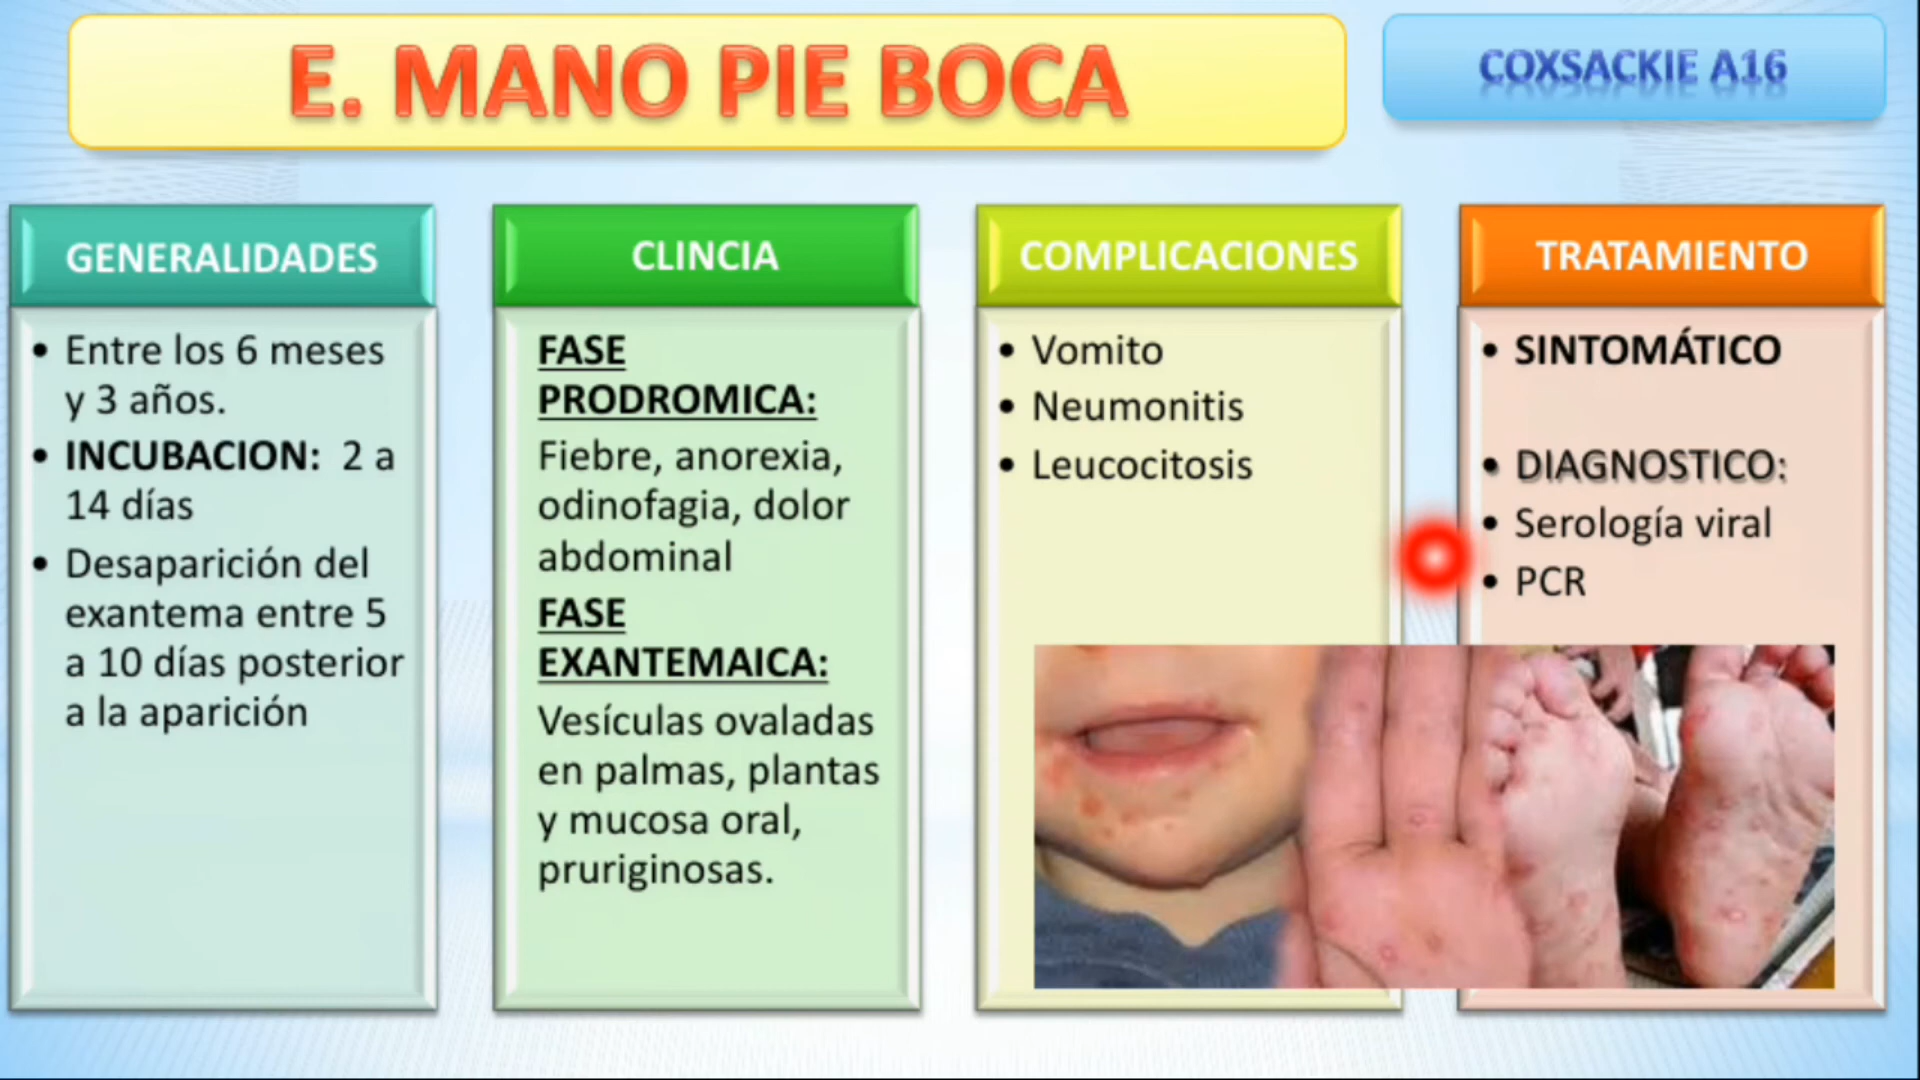 E. MANO PIE BOCA
COXSACKIE A16
GENERALIDADES
• Entre los 6 meses
y 3 años.
• INCUBACION: 2 a
14 días
• Desaparición del
exantema entre 5
a 10 días posterior
a la aparición
CLINCIA
FASE
PRODROMICA:
Fiebre, anorexia,
odinofagia, dolor
abdominal
FASE
EXANTEMAICA:
Vesículas ovaladas
en palmas, plantas
y mucosa oral,
pruriginosas.
COMPLICACIONES
• Vomito
• Neumonitis
• Leucocitosis
TRATAMIENTO
• SINTOMÁTICO
• DIAGNOSTICO:
• Serología viral
• PCR